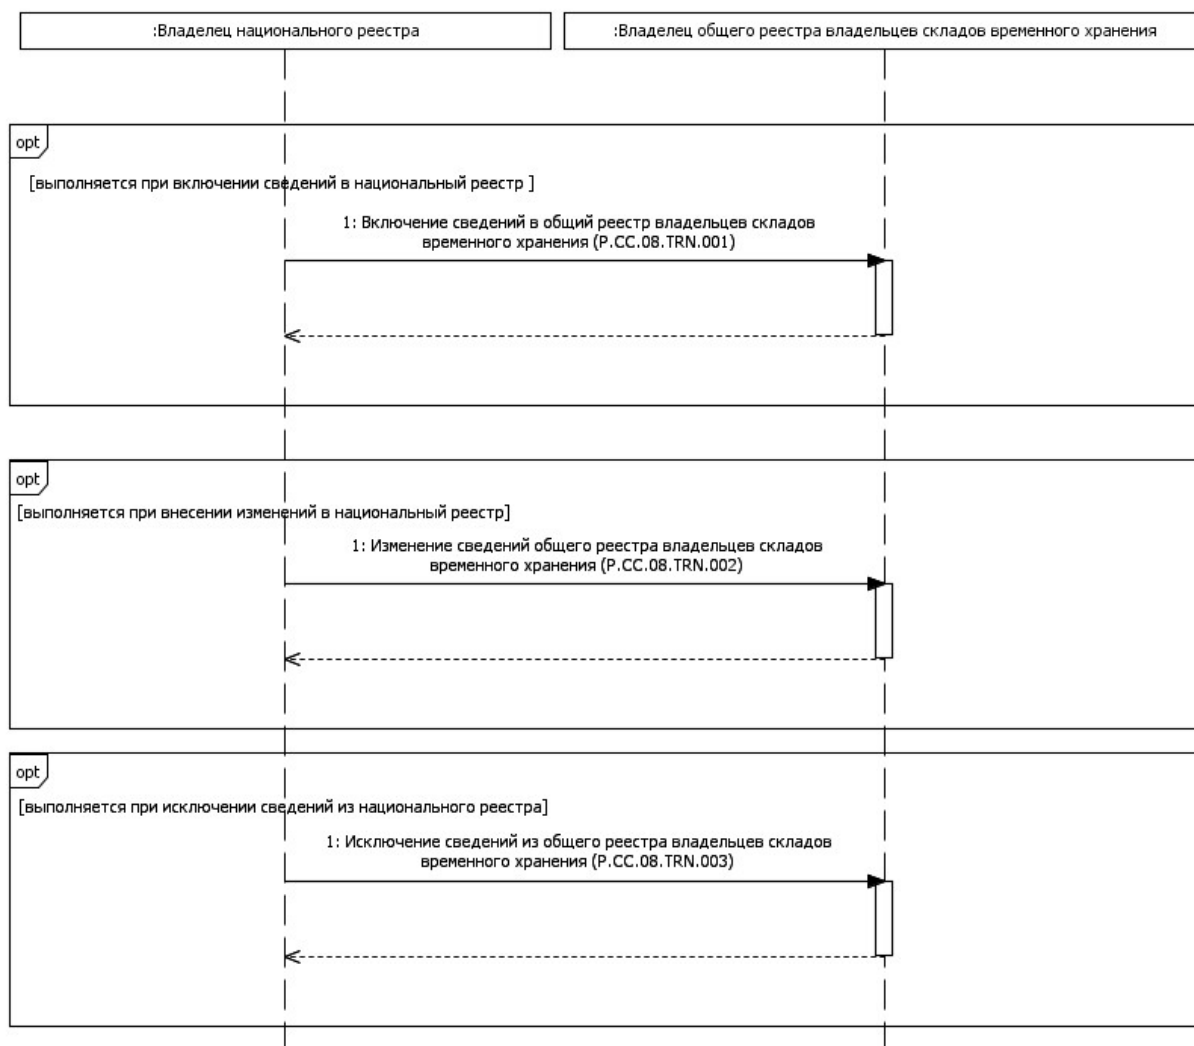 :Владелец национального реестра
:Владелец общего реестра владельцев складов временного хранения
opt
[выполняется при включении сведений в национальный реестр ]
1: Включение сведений в общий реестр владельцев складов
временного хранения (P.CC.08.TRN.001)
opt
[выполняется при внесении изменений в национальный реестр]
1: Изменение сведений общего реестра владельцев складов
временного хранения (P.CC.08.TRN.002)
opt
[выполняется при исключении сведений из национального реестра]
1: Исключение сведений из общего реестра владельцев складов
временного хранения (P.CC.08.TRN.003)